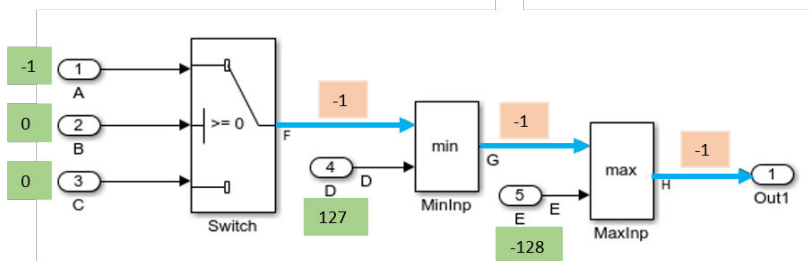 -1
1
A
0
2
B
0
3
C
>= 0
Switch
F
-1
4
D
D
127
min
MinInp
G
-1
5
E
E
-128
max
MaxInp
H
-1
1
Out1